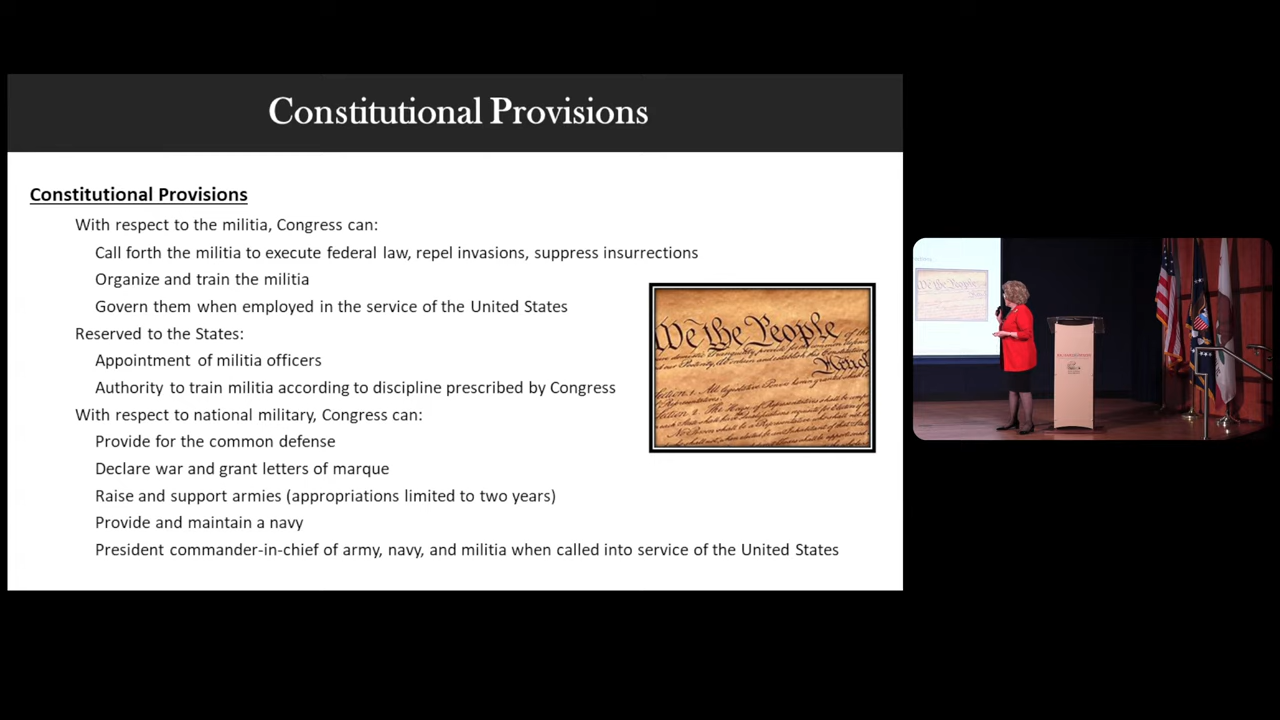 Constitutional Provisions
Constitutional Provisions
With respect to the militia, Congress can:
Call forth the militia to execute federal law, repel invasions, suppress insurrections
Organize and train the militia
Govern them when employed in the service of the United States
Reserved to the States:
Appointment of militia officers
Authority to train militia according to discipline prescribed by Congress
With respect to national military, Congress can:
Provide for the common defense
Declare war and grant letters of marque
Raise and support armies (appropriations limited to two years)
Provide and maintain a navy
President commander-in-chief of army, navy, and militia when called into service of the United States
We the People
We the People